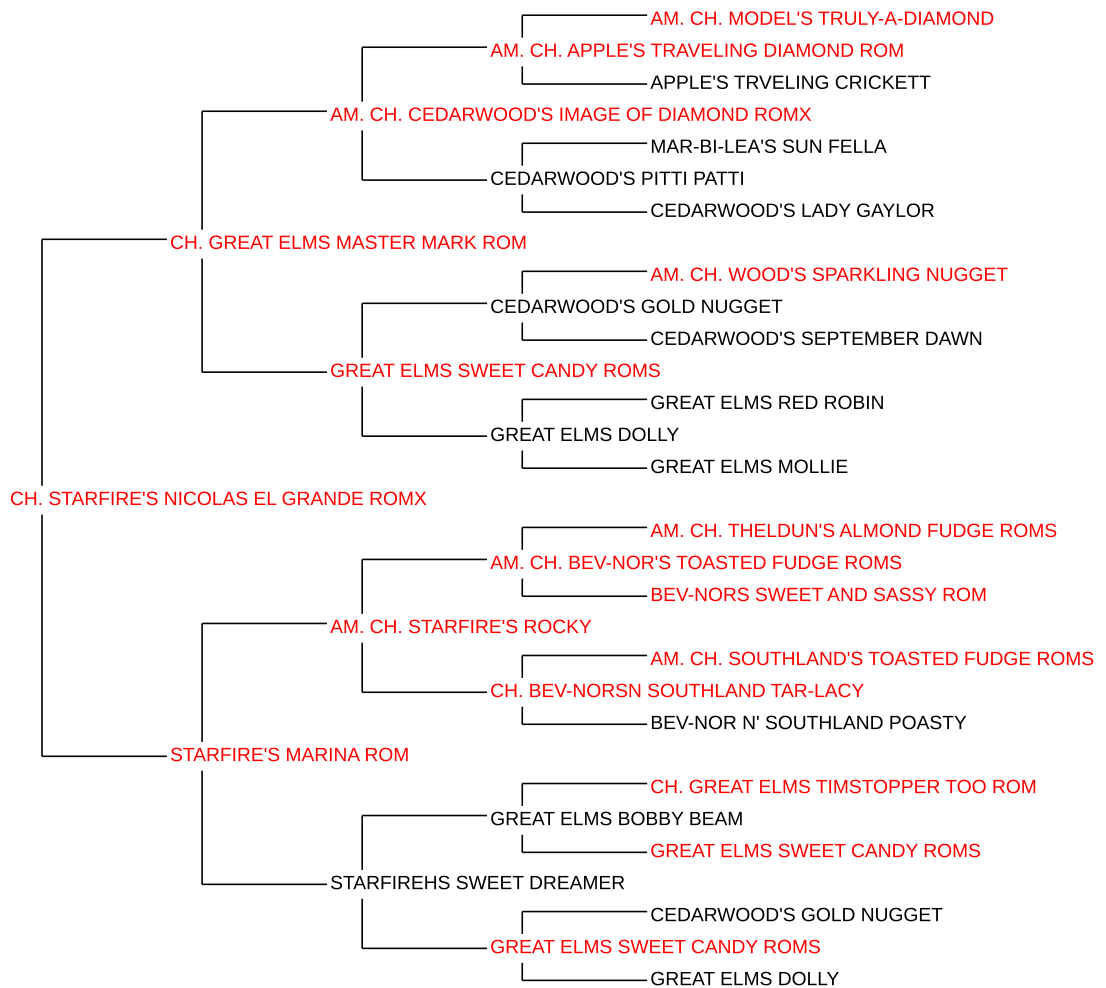 AM. CH. MODEL'S TRULY-A-DIAMOND
AM. CH. APPLE'S TRAVELING DIAMOND ROM
APPLE'S TRVELING CRICKETT
AM. CH. CEDARWOOD'S IMAGE OF DIAMOND ROMX
MAR-BI-LEA'S SUN FELLA
CEDARWOOD'S PITTI PATTI
CEDARWOOD'S LADY GAYLOR
CH. GREAT ELMS MASTER MARK ROM
AM. CH. WOOD'S SPARKLING NUGGET
CEDARWOOD'S GOLD NUGGET
CEDARWOOD'S SEPTEMBER DAWN
GREAT ELMS SWEET CANDY ROMS
GREAT ELMS RED ROBIN
GREAT ELMS DOLLY
GREAT ELMS MOLLIE
CH. STARFIRE'S NICOLAS EL GRANDE ROMX
AM. CH. THELDUN'S ALMOND FUDGE ROMS
AM. CH. BEV-NOR'S TOASTED FUDGE ROMS
BEV-NORS SWEET AND SASSY ROM
AM. CH. STARFIRE'S ROCKY
AM. CH. SOUTHLAND'S TOASTED FUDGE ROMS
CH. BEV-NORSN SOUTHLAND TAR-LACY
BEV-NOR N' SOUTHLAND POASTY
STARFIRE'S MARINA ROM
CH. GREAT ELMS TIMSTOPPER TOO ROM
GREAT ELMS BOBBY BEAM
GREAT ELMS SWEET CANDY ROMS
STARFIREHS SWEET DREAMER
CEDARWOOD'S GOLD NUGGET
GREAT ELMS SWEET CANDY ROMS
GREAT ELMS DOLLY